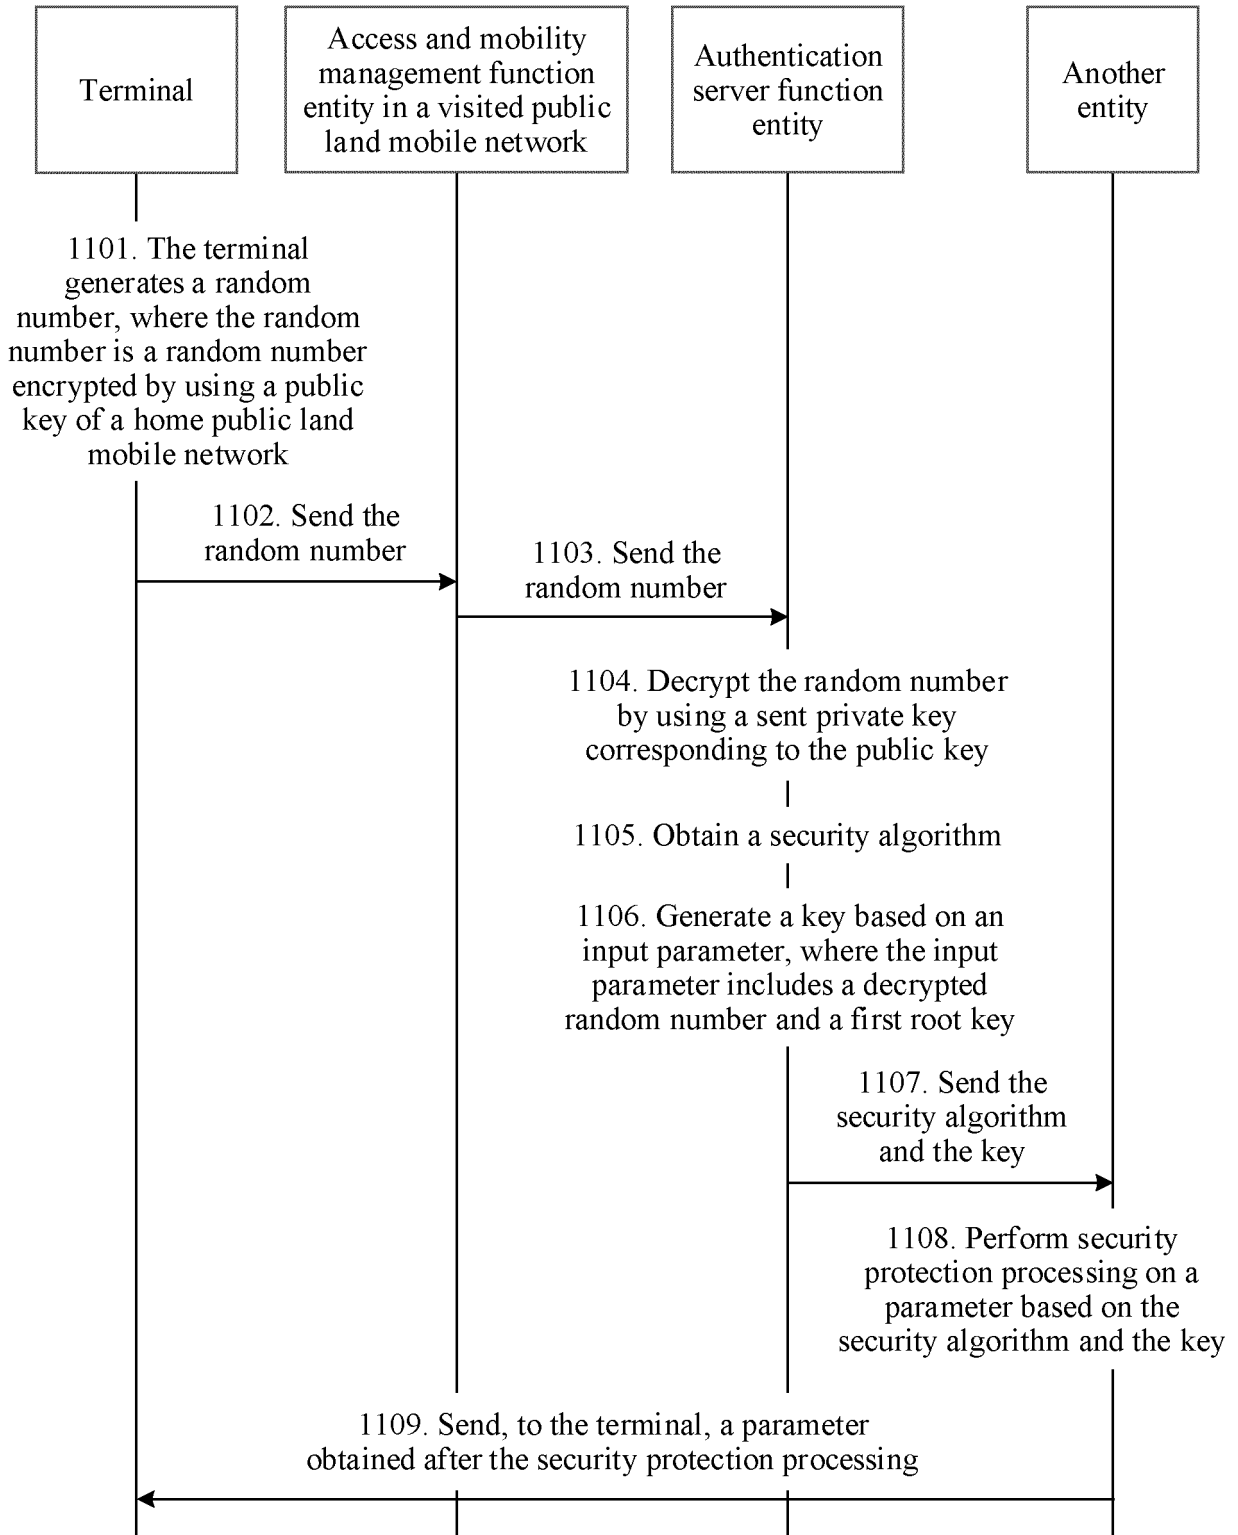 Terminal
Access and mobility
management function
entity in a visited public
land mobile network
Authentication
server function
entity
Another
entity
1101. The terminal
generates a random
number, where the random
number is a random number
encrypted by using a public
key of a home public land
mobile network
1102. Send the
random number
1103. Send the
random number
1104. Decrypt the random number
by using a sent private key
corresponding to the public key
1105. Obtain a security algorithm
1106. Generate a key based on an
input parameter, where the input
parameter includes a decrypted
random number and a first root key
1107. Send the
security algorithm
and the key
1108. Perform security
protection processing on a
parameter based on the
security algorithm and the key
1109. Send, to the terminal, a parameter
obtained after the security protection processing